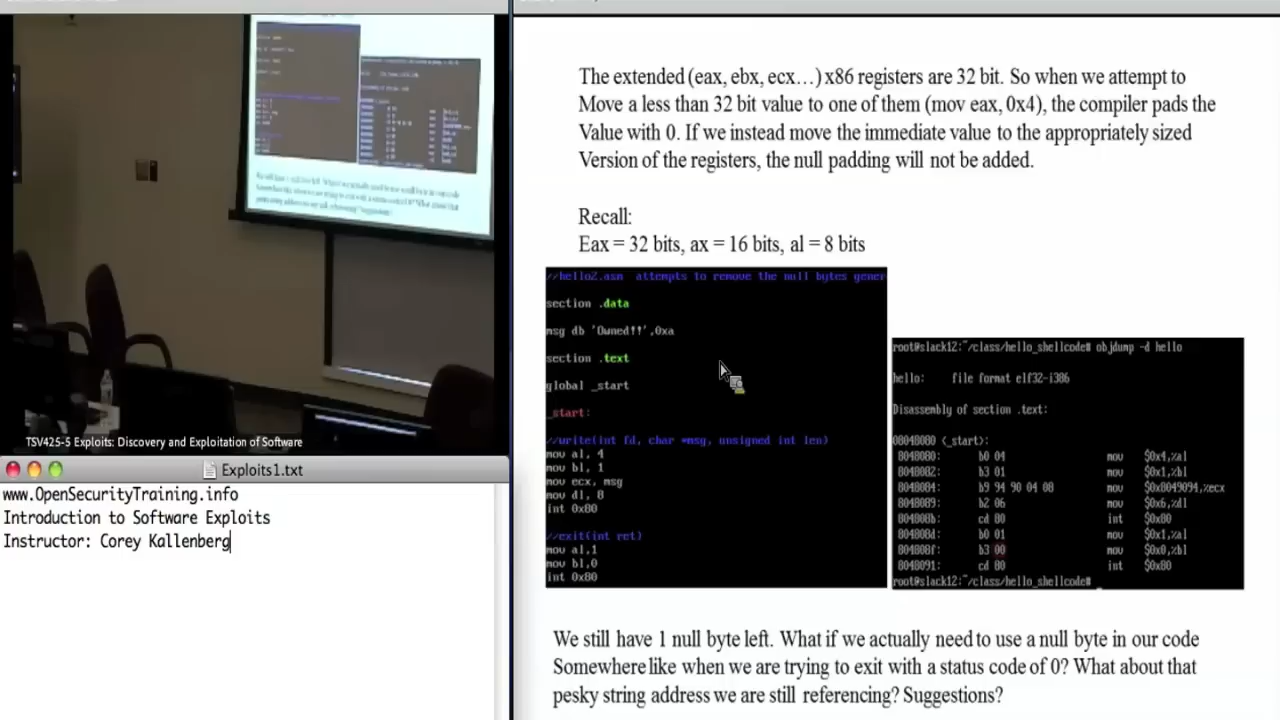 TSV425-5 Exploits: Discovery and Exploitation of Software
Exploits1.txt
www.OpenSecurityTraining.info
Introduction to Software Exploits
Instructor: Corey Kallenberg
The extended (eax, ebx, ecx…) x86 registers are 32 bit. So when we attempt to
Move a less than 32 bit value to one of them (mov eax, 0x4), the compiler pads the
Value with 0. If we instead move the immediate value to the appropriately sized
Version of the registers, the null padding will not be added.
Recall:
Eax = 32 bits, ax = 16 bits, al = 8 bits
//hello2.asm attempts to remove the null bytes gener
section .data
msg db 'Owned!!',0xa
section .text
global _start
_start:
//write(int fd, char *msg, unsigned int len)
mov al, 4
mov bl, 1
mov ecx, msg
mov dl, 8
int 0x80
//exit(int ret)
mov al,1
mov bl,0
int 0x80
root@slack12:~/class/hello_shellcode# objdump -d hello
hello: file format elf32-i386
Disassembly of section .text:
08048080 <_start>:
8048080: b0 04 mov $0x4,%al
8048082: b3 01 mov $0x1,%bl
8048084: b9 94 90 04 08 mov $0x8049094,%ecx
8048089: b2 06 mov $0x6,%dl
804808b: cd 80 int $0x80
804808d: b0 01 mov $0x1,%al
804808f: b3 00 mov $0x0,%bl
8048091: cd 80 int $0x80
root@slack12:~/class/hello_shellcode# _
We still have 1 null byte left. What if we actually need to use a null byte in our code
Somewhere like when we are trying to exit with a status code of 0? What about that
pesky string address we are still referencing? Suggestions?